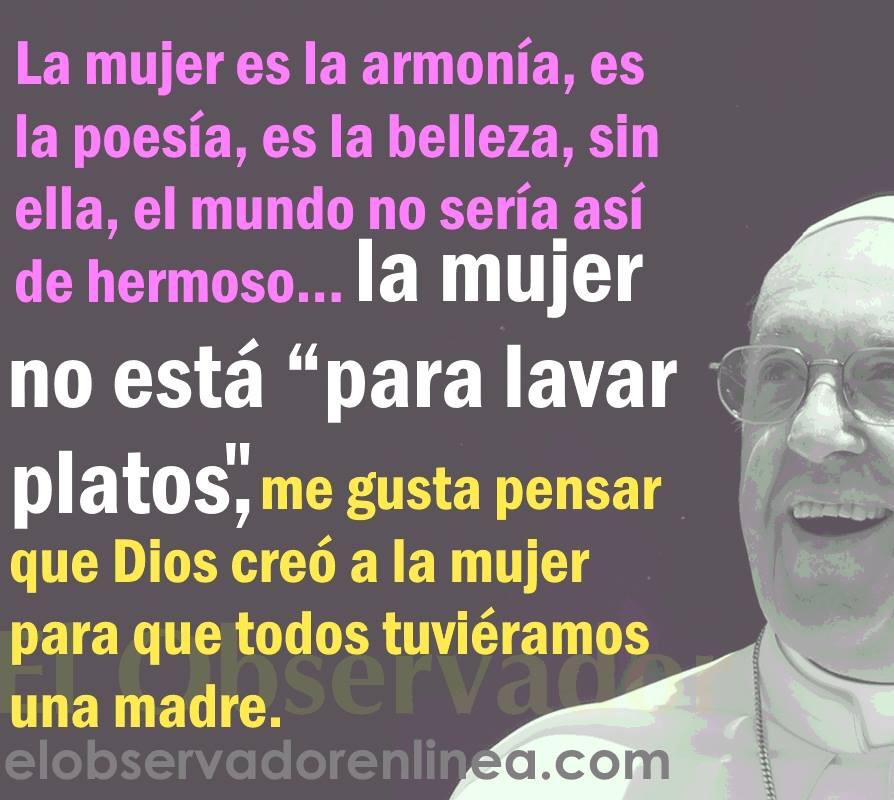 La mujer es la armonía, es
la poesía, es la belleza, sin
ella, el mundo no sería así
de hermoso... la mujer
no está “para lavar
platos", me gusta pensar
que Dios creó a la mujer
para que todos tuviéramos
una madre.
El Observador
elobservadorenlinea.com